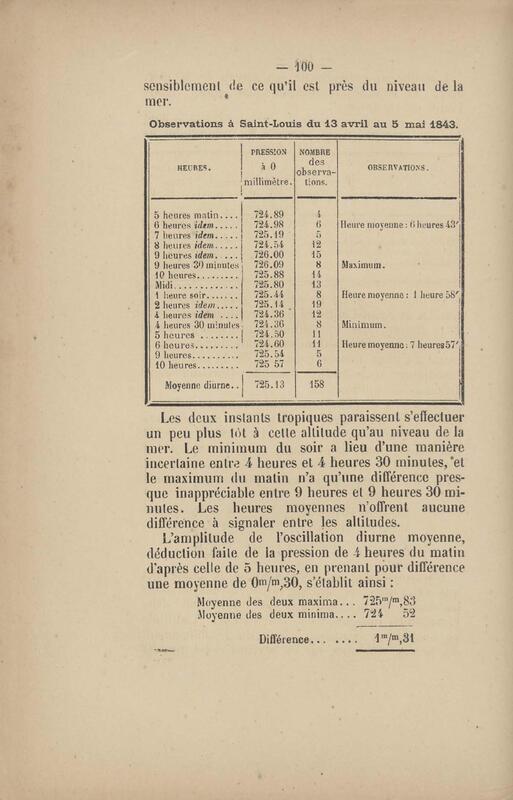 — 100 —
sensiblement de ce qu'il est près du niveau de la
mer.
Observations à Saint-Louis du 13 avril au 5 mai 1843.
HEURES. PRESSION à 0 millimètre. NOMBRE des observa-tions. OBSERVATIONS.
5 heures matin.... 724.89 4
6 heures idem..... 724.98 6 Heure moyenne : 6 heures 43'
7 heures idem..... 725.19 5
8 heures idem..... 724.54 12
9 heures idem..... 726.00 15
9 heures 30 minutes 726.09 8 Maximum.
10 heures......... 725.88 14
Midi.............. 725.80 13
1 heure soir....... 725.44 8 Heure moyenne : 1 heure 58'
2 heures idem..... 725.14 19
4 heures idem .... 724.36 12
4 heures 30 minutes 724.36 8 Minimum.
5 heures ........ 724.50 11
6 heures.......... 724.60 11 Heure moyenne : 7 heures 57'
9 heures.......... 725.54 5
10 heures......... 725 57 6
Moyenne diurne.. 725.13 158
Les deux instants tropiques paraissent s'effectuer
un peu plus tôt à cette altitude qu'au niveau de la
mer. Le minimum du soir a lieu d'une manière
incertaine entre 4 heures et 4 heures 30 minutes, et
le maximum du matin n'a qu'une différence pres-
que inappréciable entre 9 heures et 9 heures 30 mi-
nutes. Les heures moyennes n'offrent aucune
différence à signaler entre les altitudes.
L'amplitude de l'oscillation diurne moyenne,
déduction faite de la pression de 4 heures du matin
d'après celle de 5 heures, en prenant pour différence
une moyenne de 0m/m,30, s'établit ainsi :
Moyenne des deux maxima... 725m/m,83
Moyenne des deux minima.... 724 52
Différence... .... 1m/m,31